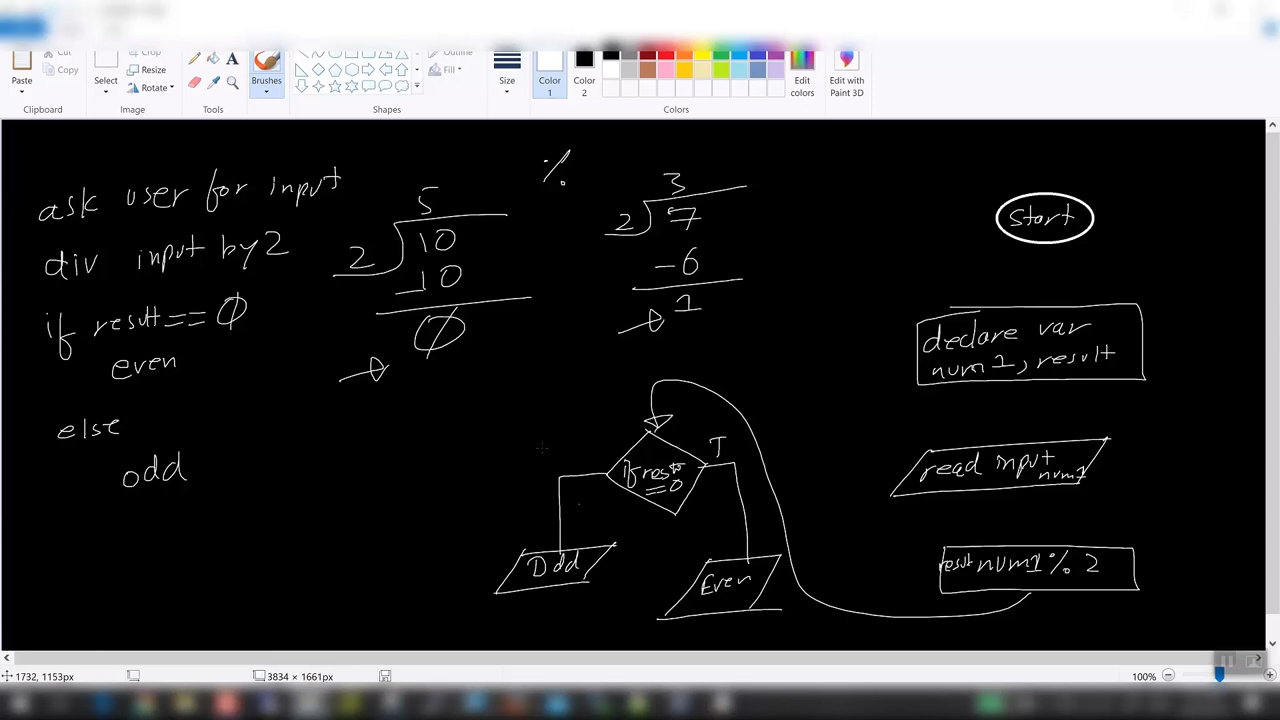 Cut
Paste
Copy
Clipboard
Select
Crop
Resize
Rotate
Image
A
Tools
Brushes
Shapes
Outline
Fill
Size
Color
1
Color
2
Edit
colors
Colors
Edit with
Paint 3D
ask user for input
div input by 2
if result == 0
even
else
odd
5
2 10
10
0
%
3
2 7
-6
1
T
if reslt
== 0
Odd
Even
Start
declare var
num1, result
read input
num1
result num1 % 2
1732, 1153px
3834 × 1661px
100%